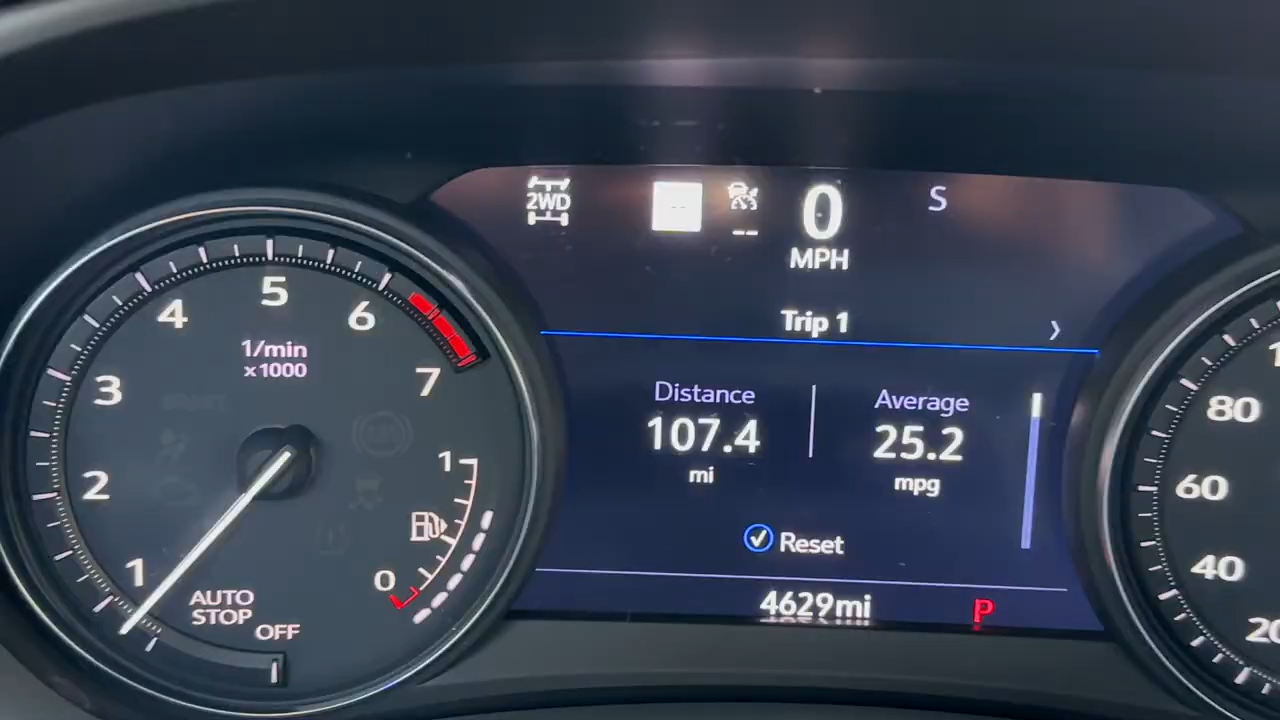 2WD
--
0
MPH
S
Trip 1
Distance
107.4
mi
Average
25.2
mpg
Reset
4629mi
P
1
2
3
4
5
6
7
1/min
x1000
AUTO
STOP
OFF
1
0
80
60
40